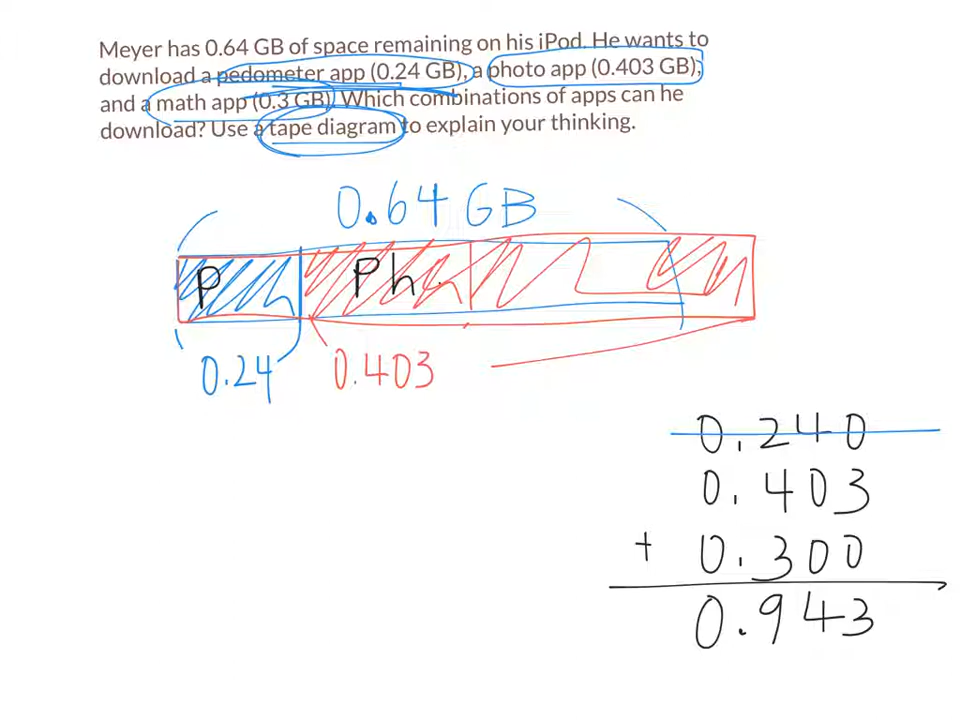 Meyer has 0.64 GB of space remaining on his iPod. He wants to
download a pedometer app (0.24 GB), a photo app (0.403 GB),
and a math app (0.3 GB). Which combinations of apps can he
download? Use a tape diagram to explain your thinking.
0.64 GB
P Ph
0.24 0.403
0.240
0.403
+ 0.300
0.943